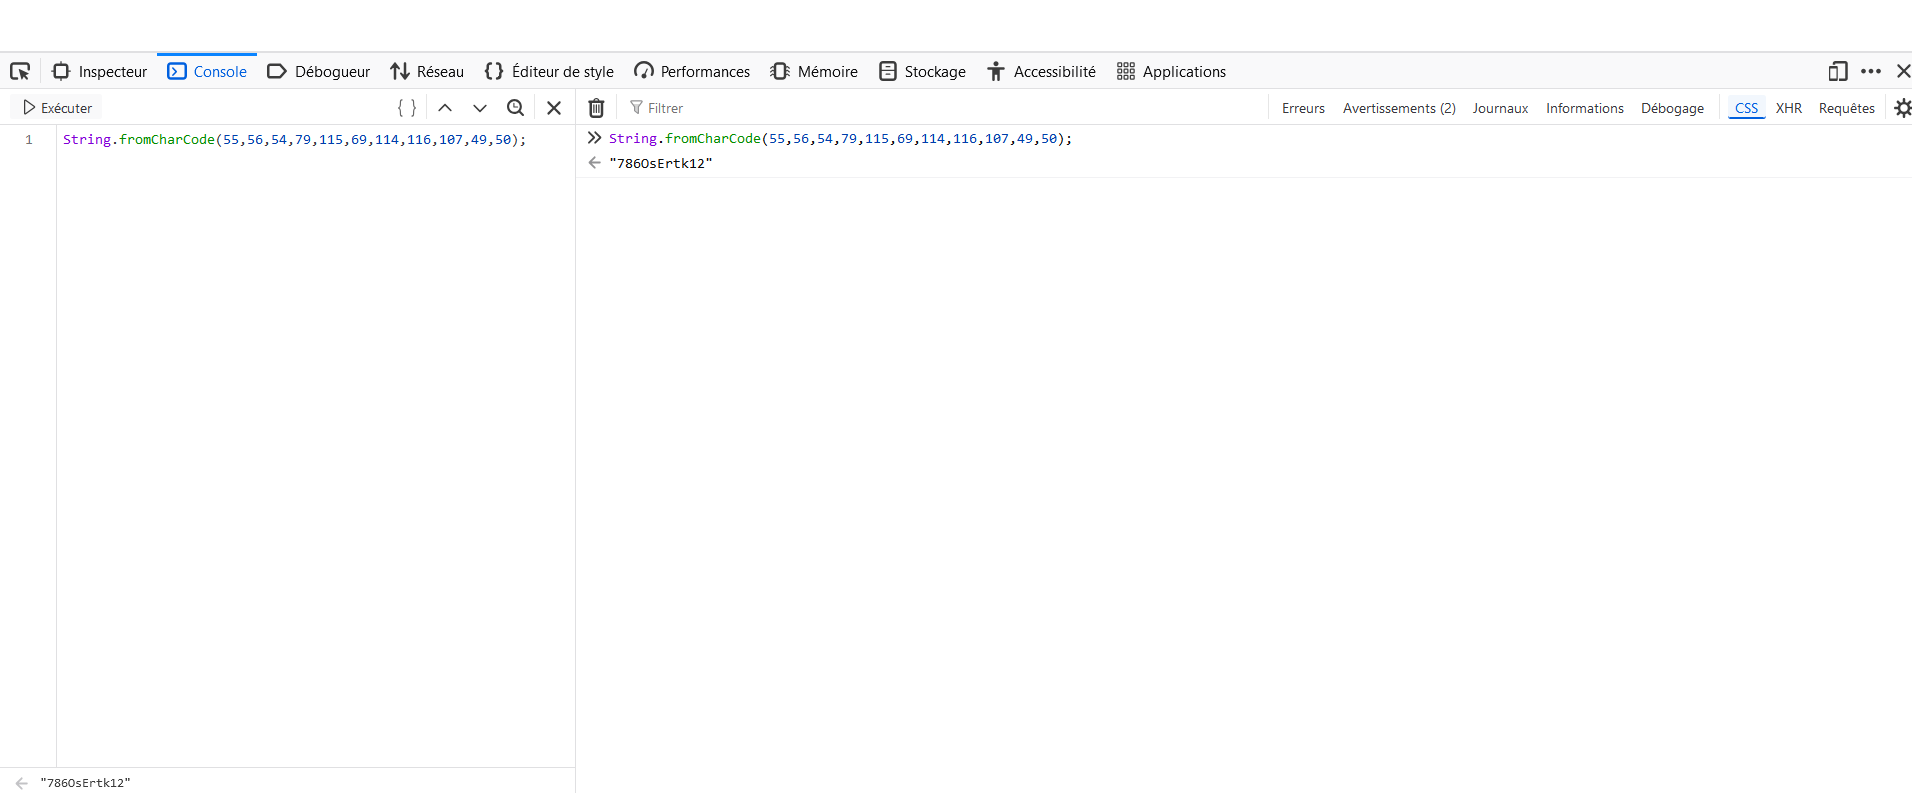 Inspecteur Console Débogueur Réseau Éditeur de style Performances Mémoire Stockage Accessibilité Applications
Exécuter
Filtrer
Erreurs Avertissements (2) Journaux Informations Débogage CSS XHR Requêtes
1 String.fromCharCode(55,56,54,79,115,69,114,116,107,49,50);
String.fromCharCode(55,56,54,79,115,69,114,116,107,49,50);
"786OsErtk12"
"786OsErtk12"